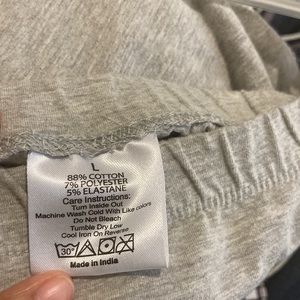 L
88% COTTON
7% POLYESTER
5% ELASTANE
Care Instructions:
Turn Inside Out
Machine Wash Cold With Like colors
Do Not Bleach
Tumble Dry Low
Cool Iron On Reverse
30°
Made in India